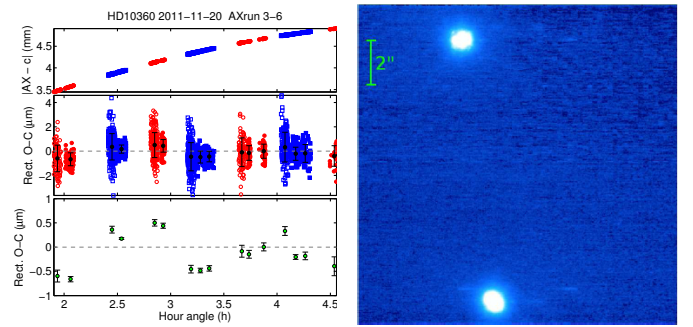 HD10360 2011-11-20 AXrun 3-6
|AX - c| (mm)
4.5
3.5
Rect. O-C (μm)
4
2
0
-2
Rect. O-C (μm)
1
0.5
0
-0.5
-1
2 2.5 3 3.5 4 4.5
Hour angle (h)
2"